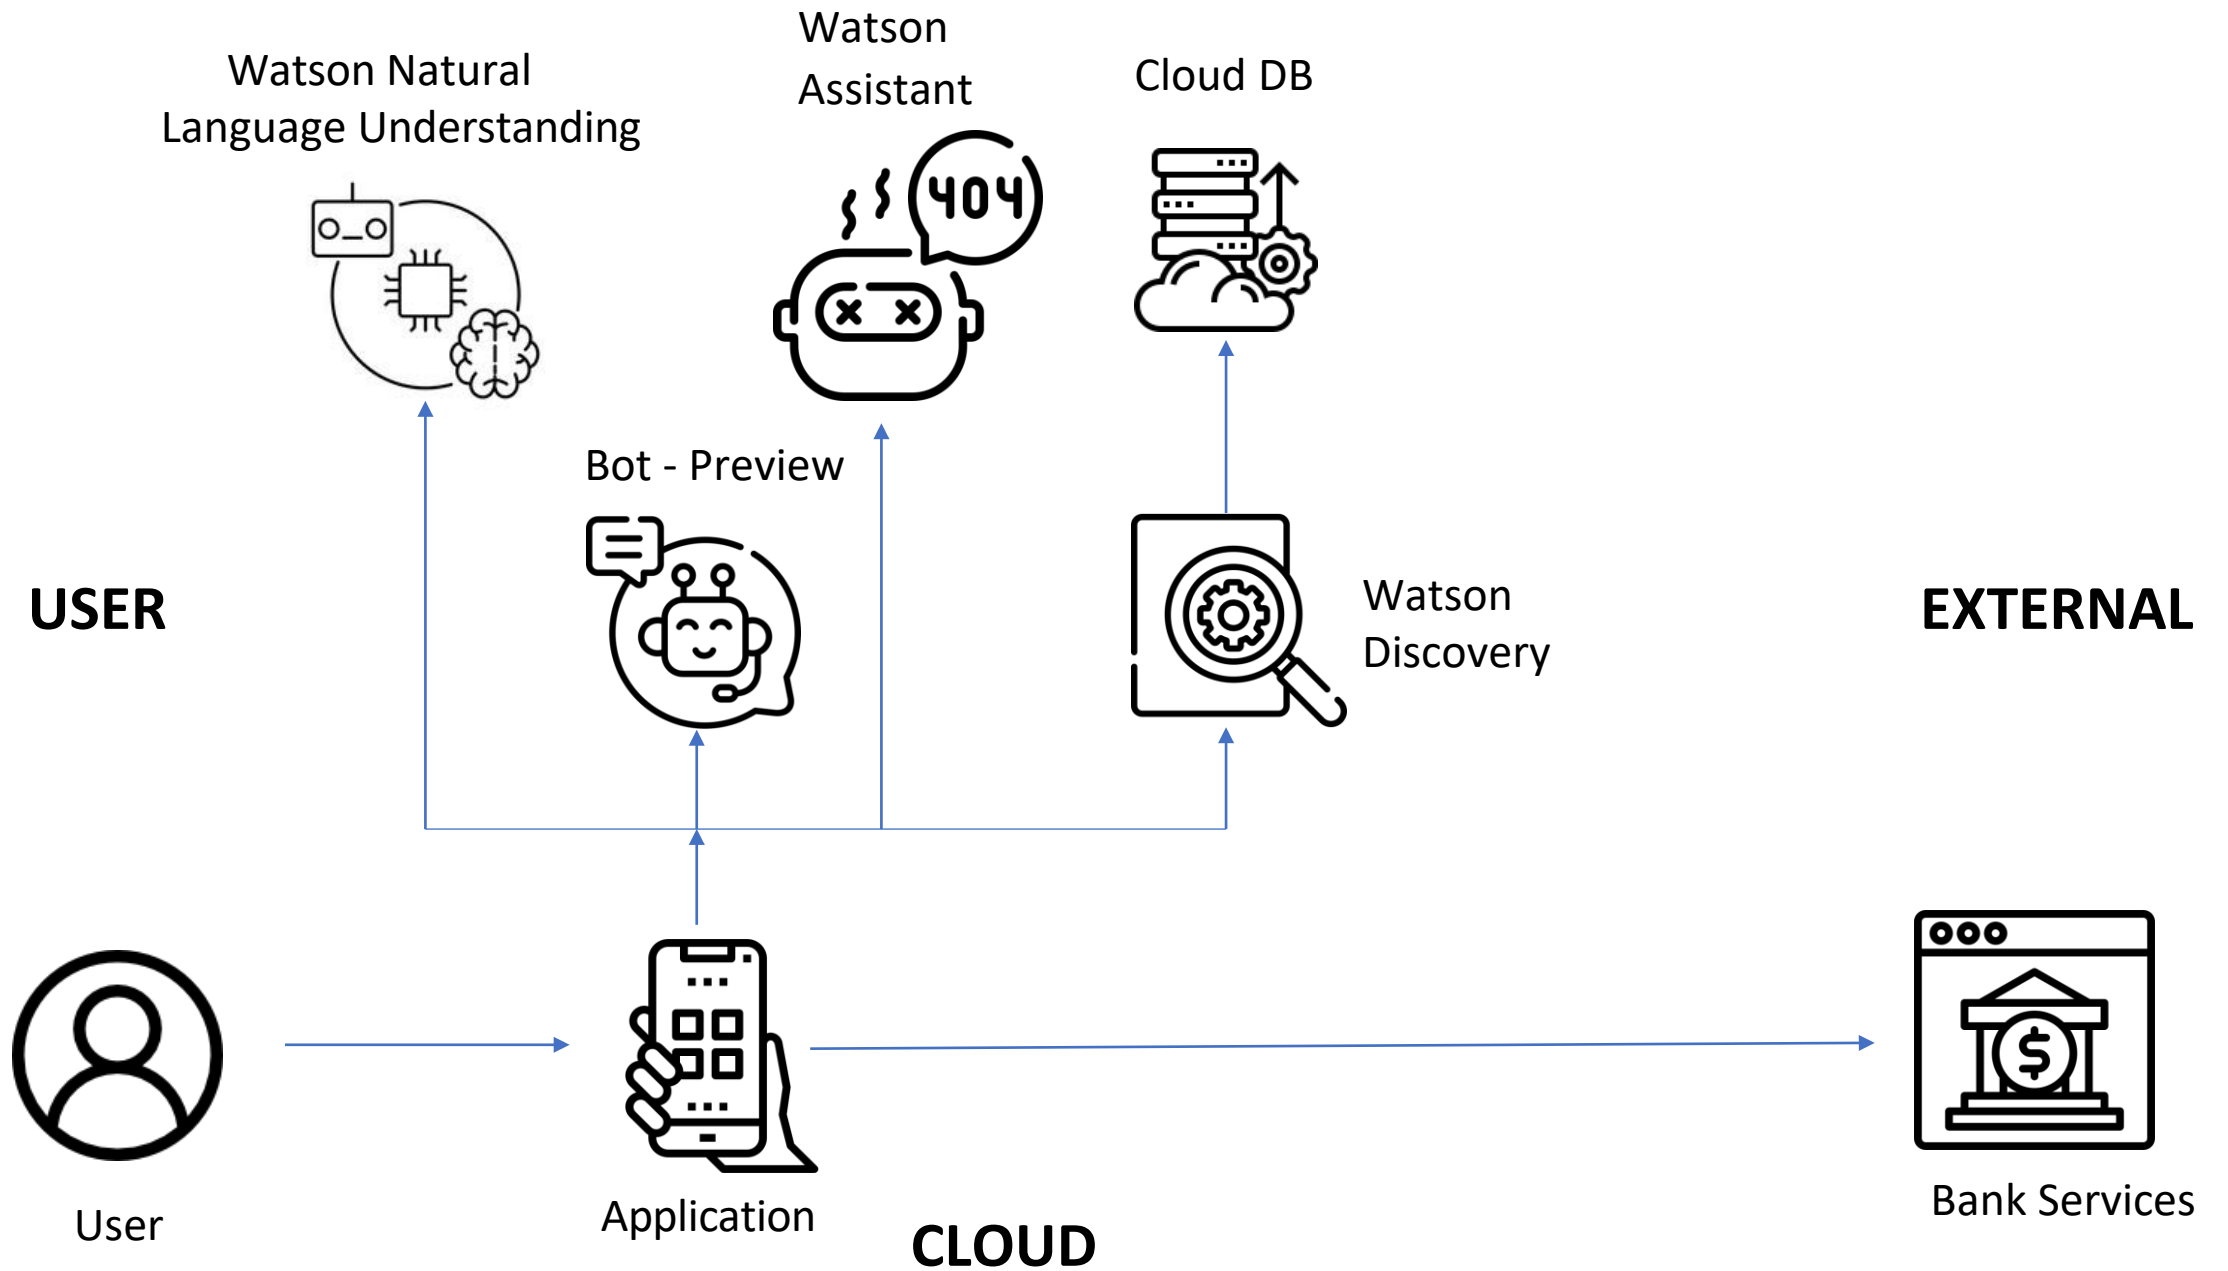 Watson Natural
Language Understanding
Watson
Assistant
Cloud DB
404
Bot - Preview
USER
Watson
Discovery
EXTERNAL
$
User
Application
CLOUD
Bank Services